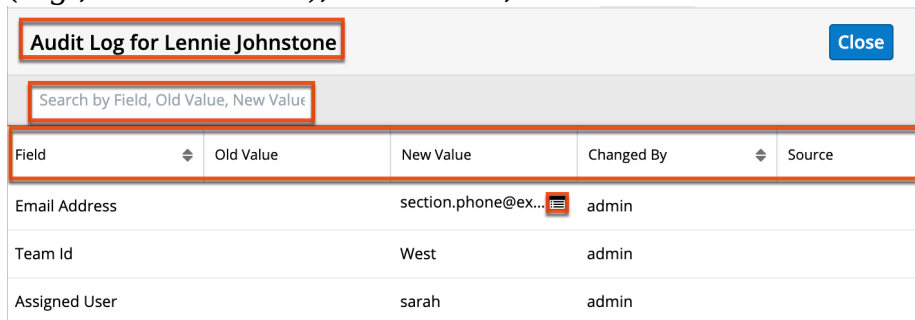 Audit Log for Lennie Johnstone
Close
Search by Field, Old Value, New Value
Field Old Value New Value Changed By Source
Email Address section.phone@ex... admin
Team Id West admin
Assigned User sarah admin